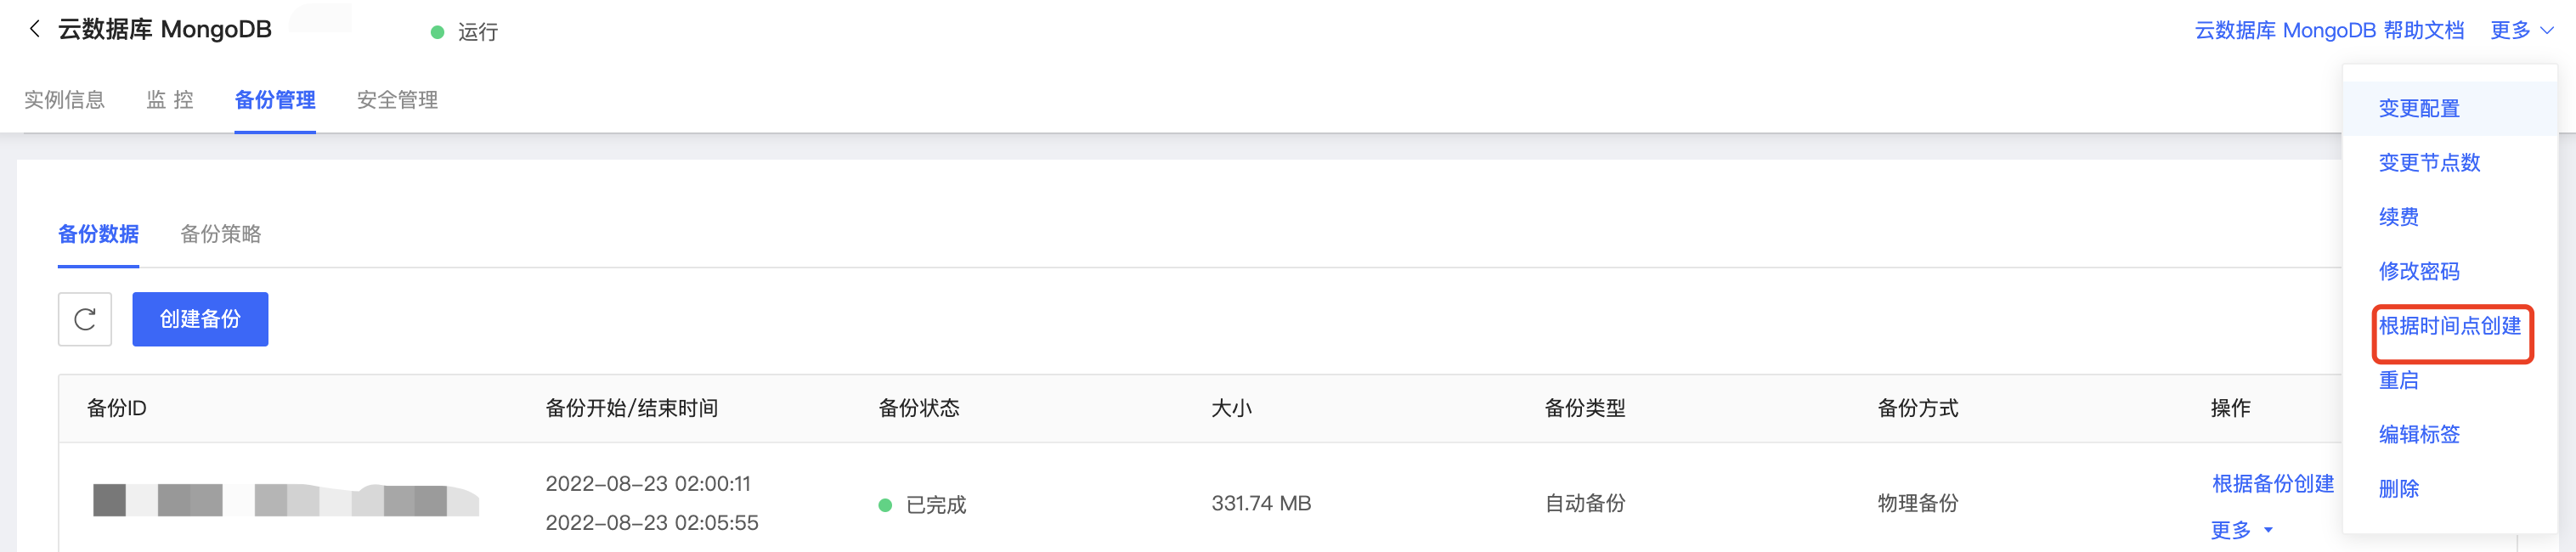 云数据库 MongoDB
运行
云数据库 MongoDB 帮助文档
更多
实例信息
监 控
备份管理
安全管理
变更配置
变更节点数
续费
修改密码
根据时间点创建
重启
编辑标签
删除
备份数据
备份策略
创建备份
备份ID
备份开始/结束时间
备份状态
大小
备份类型
备份方式
操作
2022-08-23 02:00:11
2022-08-23 02:05:55
已完成
331.74 MB
自动备份
物理备份
根据备份创建
更多